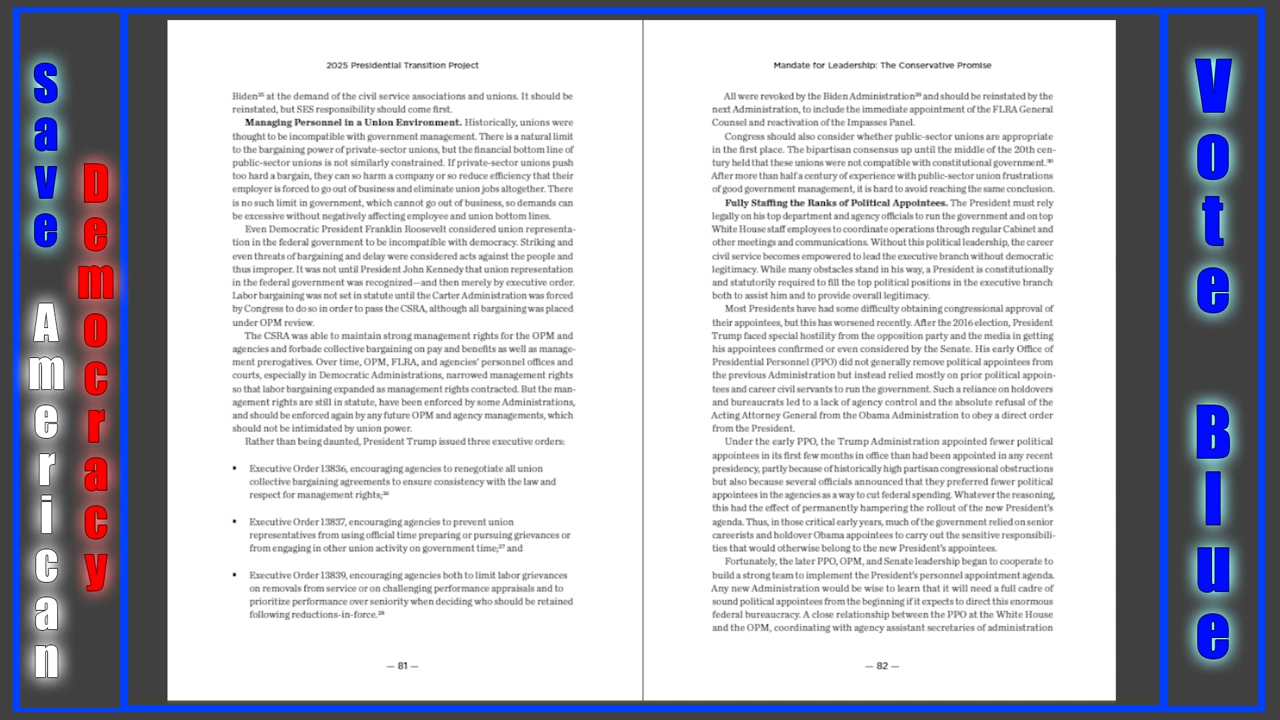 Save American
Democracy
2025 Presidential Transition Project
Biden²⁵ at the demand of the civil service associations and unions. It should be
reinstated, but SES responsibility should come first.
Managing Personnel in a Union Environment. Historically, unions were
thought to be incompatible with government management. There is a natural limit
to the bargaining power of private-sector unions, but the financial bottom line of
public-sector unions is not similarly constrained. If private-sector unions push
too hard a bargain, they can so harm a company or so reduce efficiency that their
employer is forced to go out of business and eliminate union jobs altogether. There
is no such limit in government, which cannot go out of business, so demands can
be excessive without negatively affecting employee and union bottom lines.
Even Democratic President Franklin Roosevelt considered union representa-
tion in the federal government to be incompatible with democracy. Striking and
even threats of bargaining and delay were considered acts against the people and
thus improper. It was not until President John Kennedy that union representation
in the federal government was recognized—and then merely by executive order.
Labor bargaining was not set in statute until the Carter Administration was forced
by Congress to do so in order to pass the CSRA, although all bargaining was placed
under OPM review.
The CSRA was able to maintain strong management rights for the OPM and
agencies and forbade collective bargaining on pay and benefits as well as manage-
ment prerogatives. Over time, OPM, FLRA, and agencies' personnel offices and
courts, especially in Democratic Administrations, narrowed management rights
so that labor bargaining expanded as management rights contracted. But the man-
agement rights are still in statute, have been enforced by some Administrations,
and should be enforced again by any future OPM and agency managements, which
should not be intimidated by union power.
Rather than being daunted, President Trump issued three executive orders:
• Executive Order 13836, encouraging agencies to renegotiate all union
collective bargaining agreements to ensure consistency with the law and
respect for management rights;²⁶
• Executive Order 13837, encouraging agencies to prevent union
representatives from using official time preparing or pursuing grievances or
from engaging in other union activity on government time;²⁷ and
• Executive Order 13839, encouraging agencies both to limit labor grievances
on removals from service or on challenging performance appraisals and to
prioritize performance over seniority when deciding who should be retained
following reductions-in-force.²⁸
— 81 —
Mandate for Leadership: The Conservative Promise
All were revoked by the Biden Administration²⁹ and should be reinstated by the
next Administration, to include the immediate appointment of the FLRA General
Counsel and reactivation of the Impasses Panel.
Congress should also consider whether public-sector unions are appropriate
in the first place. The bipartisan consensus up until the middle of the 20th cen-
tury held that these unions were not compatible with constitutional government.³⁰
After more than half a century of experience with public-sector union frustrations
of good government management, it is hard to avoid reaching the same conclusion.
Fully Staffing the Ranks of Political Appointees. The President must rely
legally on his top department and agency officials to run the government and on top
White House staff employees to coordinate operations through regular Cabinet and
other meetings and communications. Without this political leadership, the career
civil service becomes empowered to lead the executive branch without democratic
legitimacy. While many obstacles stand in his way, a President is constitutionally
and statutorily required to fill the top political positions in the executive branch
both to assist him and to provide overall legitimacy.
Most Presidents have had some difficulty obtaining congressional approval of
their appointees, but this has worsened recently. After the 2016 election, President
Trump faced special hostility from the opposition party and the media in getting
his appointees confirmed or even considered by the Senate. His early Office of
Presidential Personnel (PPO) did not generally remove political appointees from
the previous Administration but instead relied mostly on prior political appoin-
tees and career civil servants to run the government. Such a reliance on holdovers
and bureaucrats led to a lack of agency control and the absolute refusal of the
Acting Attorney General from the Obama Administration to obey a direct order
from the President.
Under the early PPO, the Trump Administration appointed fewer political
appointees in its first few months in office than had been appointed in any recent
presidency, partly because of historically high partisan congressional obstructions
but also because several officials announced that they preferred fewer political
appointees in the agencies as a way to cut federal spending. Whatever the reasoning,
this had the effect of permanently hampering the rollout of the new President's
agenda. Thus, in those critical early years, much of the government relied on senior
careerists and holdover Obama appointees to carry out the sensitive responsibili-
ties that would otherwise belong to the new President's appointees.
Fortunately, the later PPO, OPM, and Senate leadership began to cooperate to
build a strong team to implement the President's personnel appointment agenda.
Any new Administration would be wise to learn that it will need a full cadre of
sound political appointees from the beginning if it expects to direct this enormous
federal bureaucracy. A close relationship between the PPO at the White House
and the OPM, coordinating with agency assistant secretaries of administration
— 82 —
Vote Blue